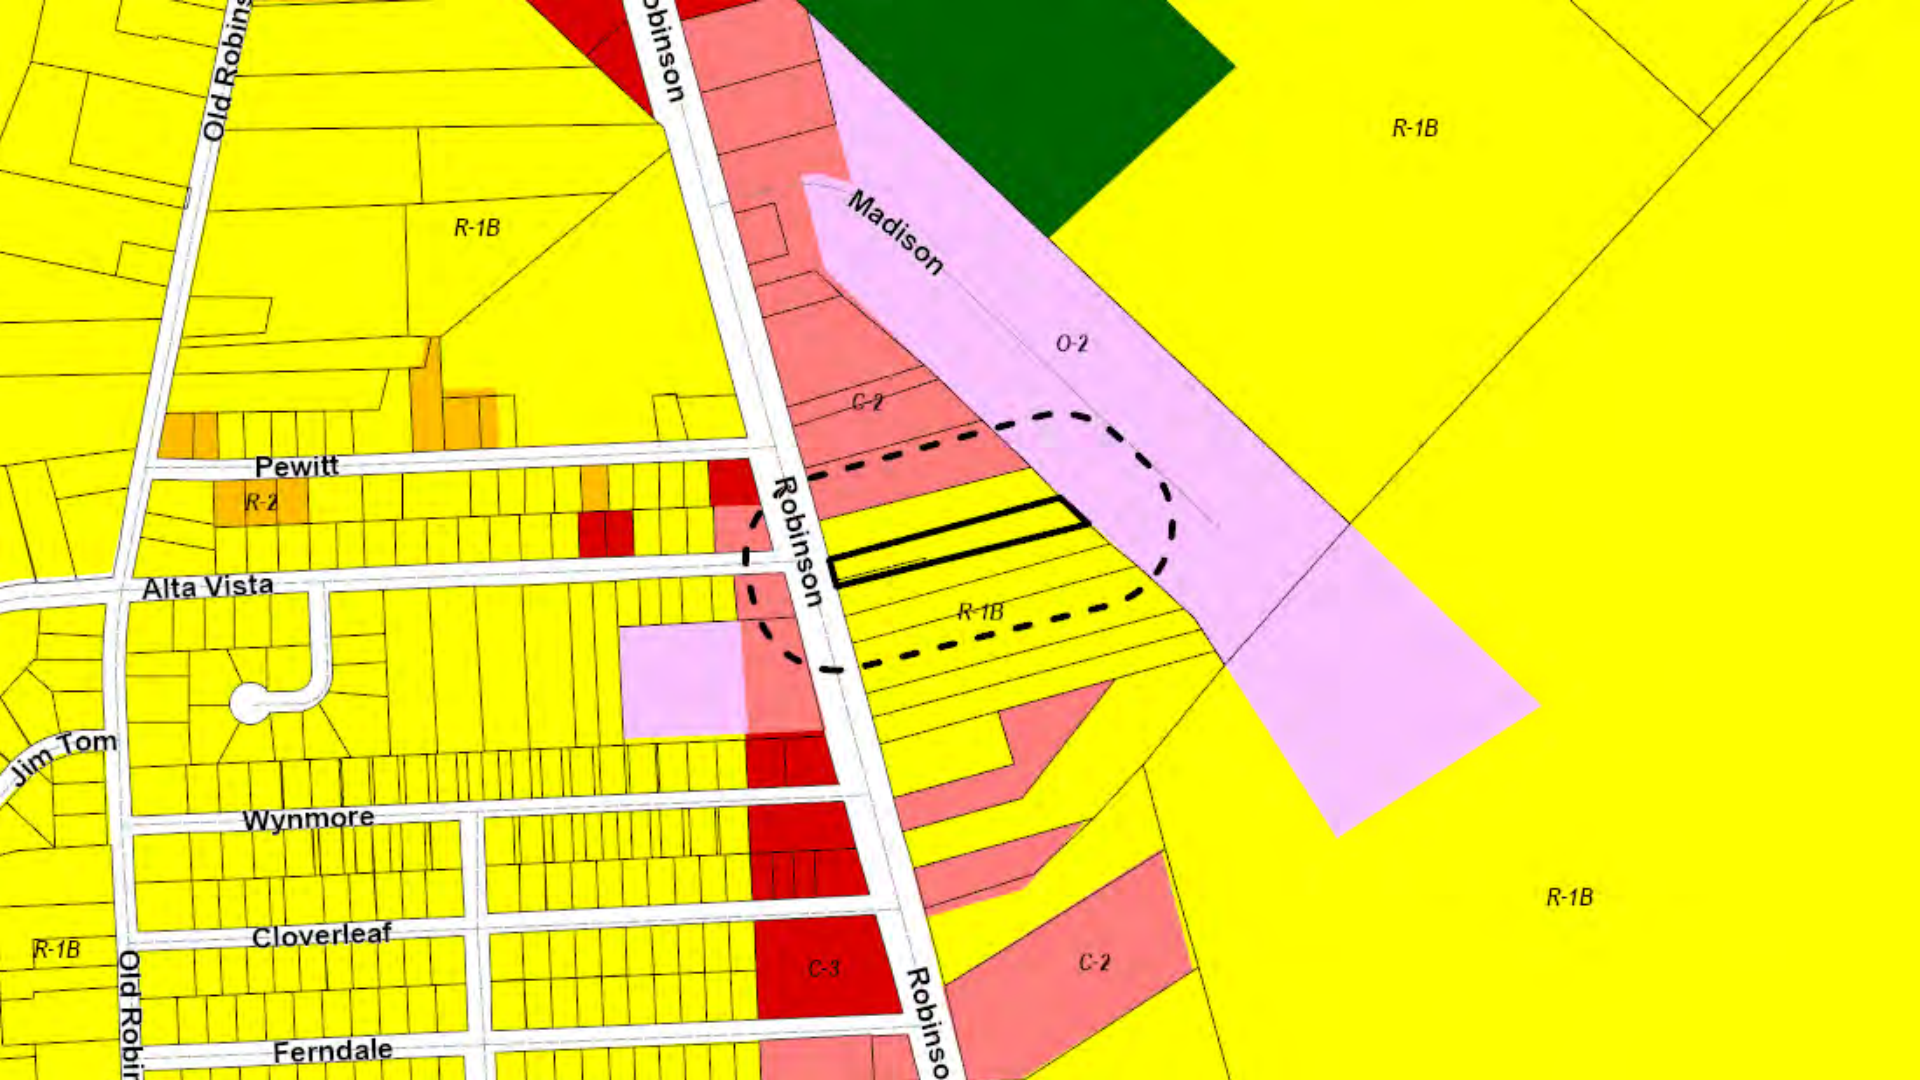 Old Robins
obinson
R-1B
R-1B
Madison
O-2
C-2
Pewitt
R-2
Robinson
Alta Vista
R-1B
Jim Tom
Wynmore
R-1B
Cloverleaf
R-1B
C-3
C-2
Old Robin
Robinso
Ferndale